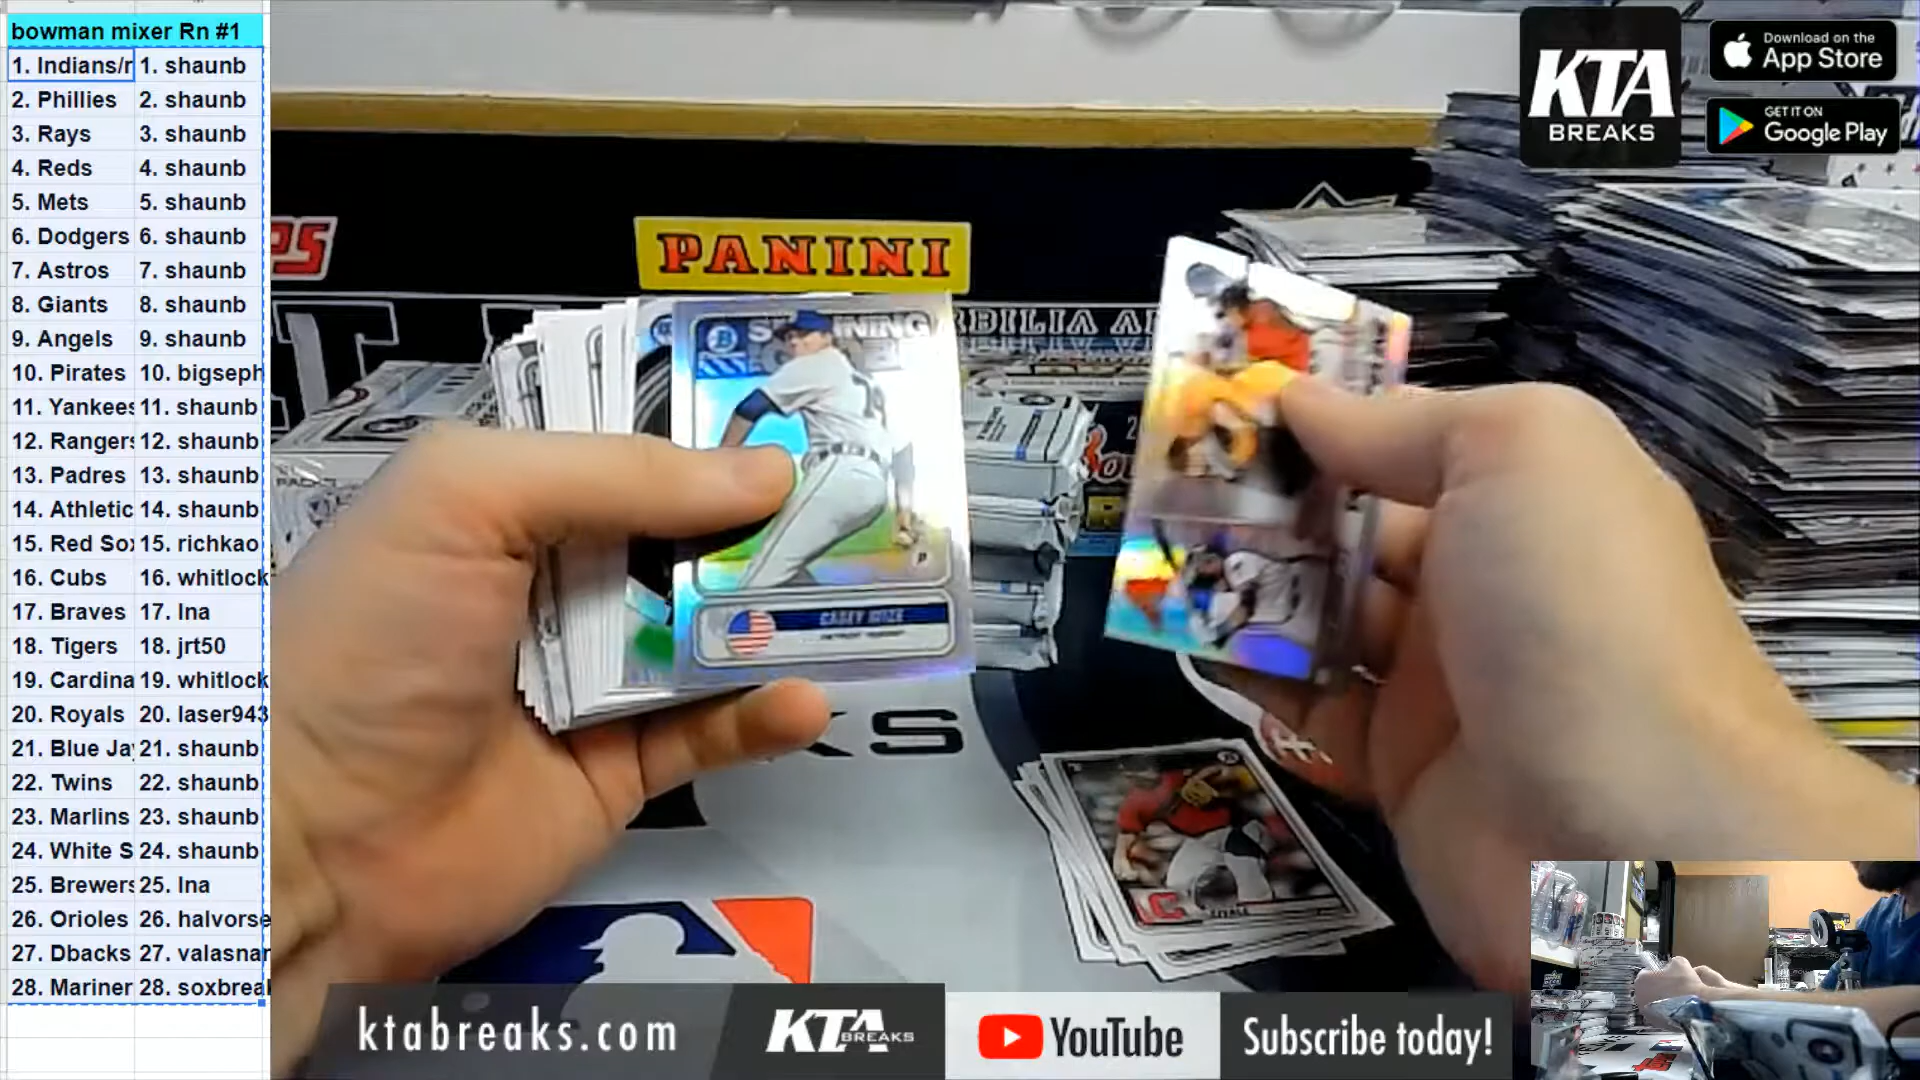 bowman mixer Rn #1
1. Indians/r 1. shaunb
2. Phillies 2. shaunb
3. Rays 3. shaunb
4. Reds 4. shaunb
5. Mets 5. shaunb
6. Dodgers 6. shaunb
7. Astros 7. shaunb
8. Giants 8. shaunb
9. Angels 9. shaunb
10. Pirates 10. bigseph
11. Yankees 11. shaunb
12. Rangers 12. shaunb
13. Padres 13. shaunb
14. Athletic 14. shaunb
15. Red Sox 15. richkao
16. Cubs 16. whitlock
17. Braves 17. lna
18. Tigers 18. jrt50
19. Cardina 19. whitlock
20. Royals 20. laser943
21. Blue Jay 21. shaunb
22. Twins 22. shaunb
23. Marlins 23. shaunb
24. White S 24. shaunb
25. Brewers 25. lna
26. Orioles 26. halvorse
27. Dbacks 27. valasnar
28. Mariner 28. soxbreak
KTA
BREAKS
Download on the
App Store
GET IT ON
Google Play
PANINI
CASEY MIZE
KS
ktabreaks.com
KTA BREAKS
YouTube
Subscribe today!